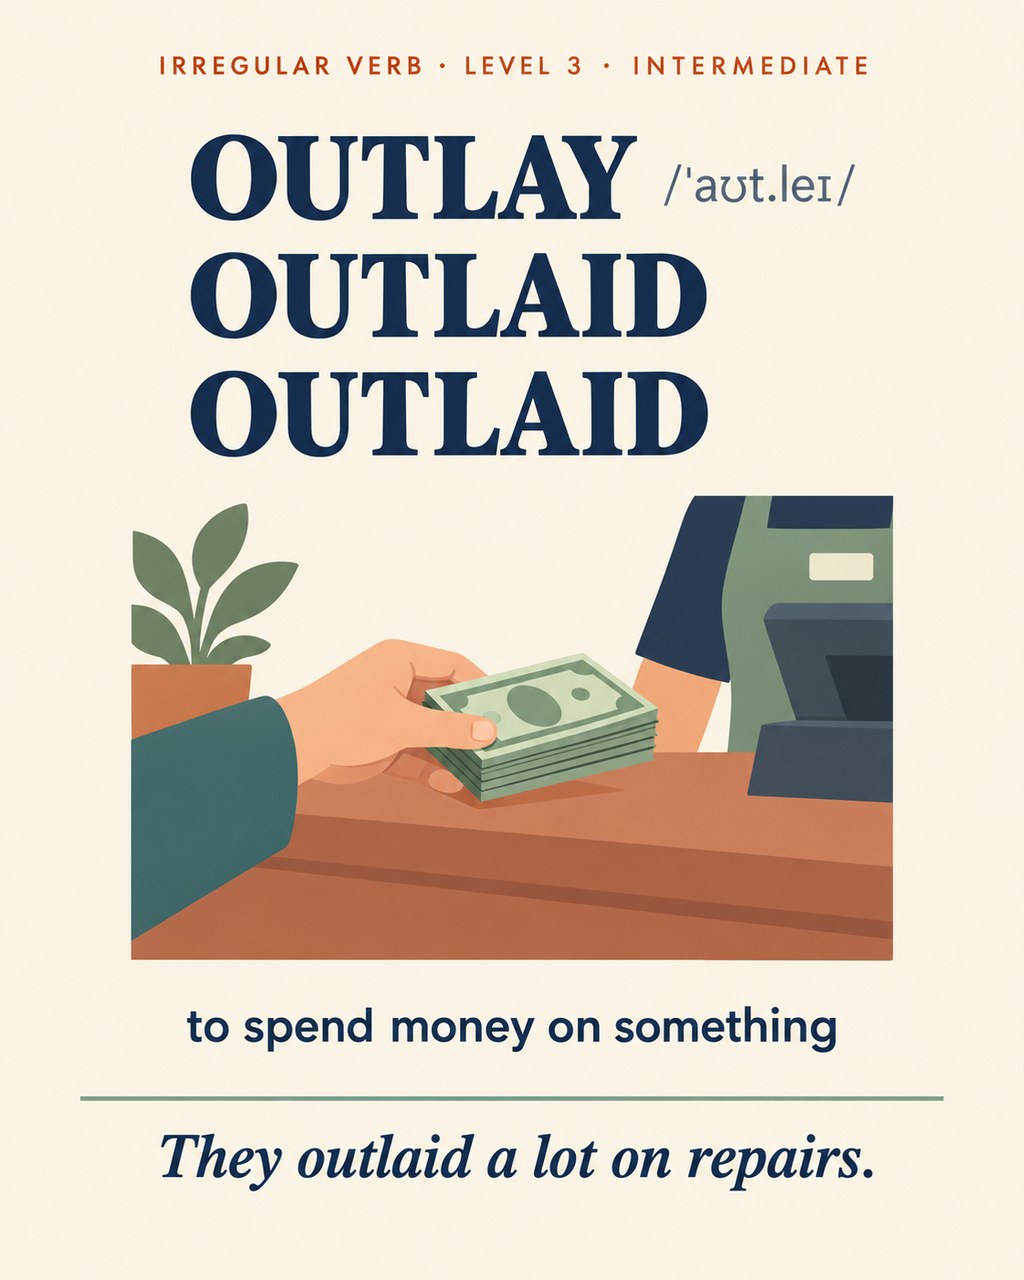 IRREGULAR VERB · LEVEL 3 · INTERMEDIATE
OUTLAY /ˈaʊt.leɪ/
OUTLAID
OUTLAID
to spend money on something
They outlaid a lot on repairs.